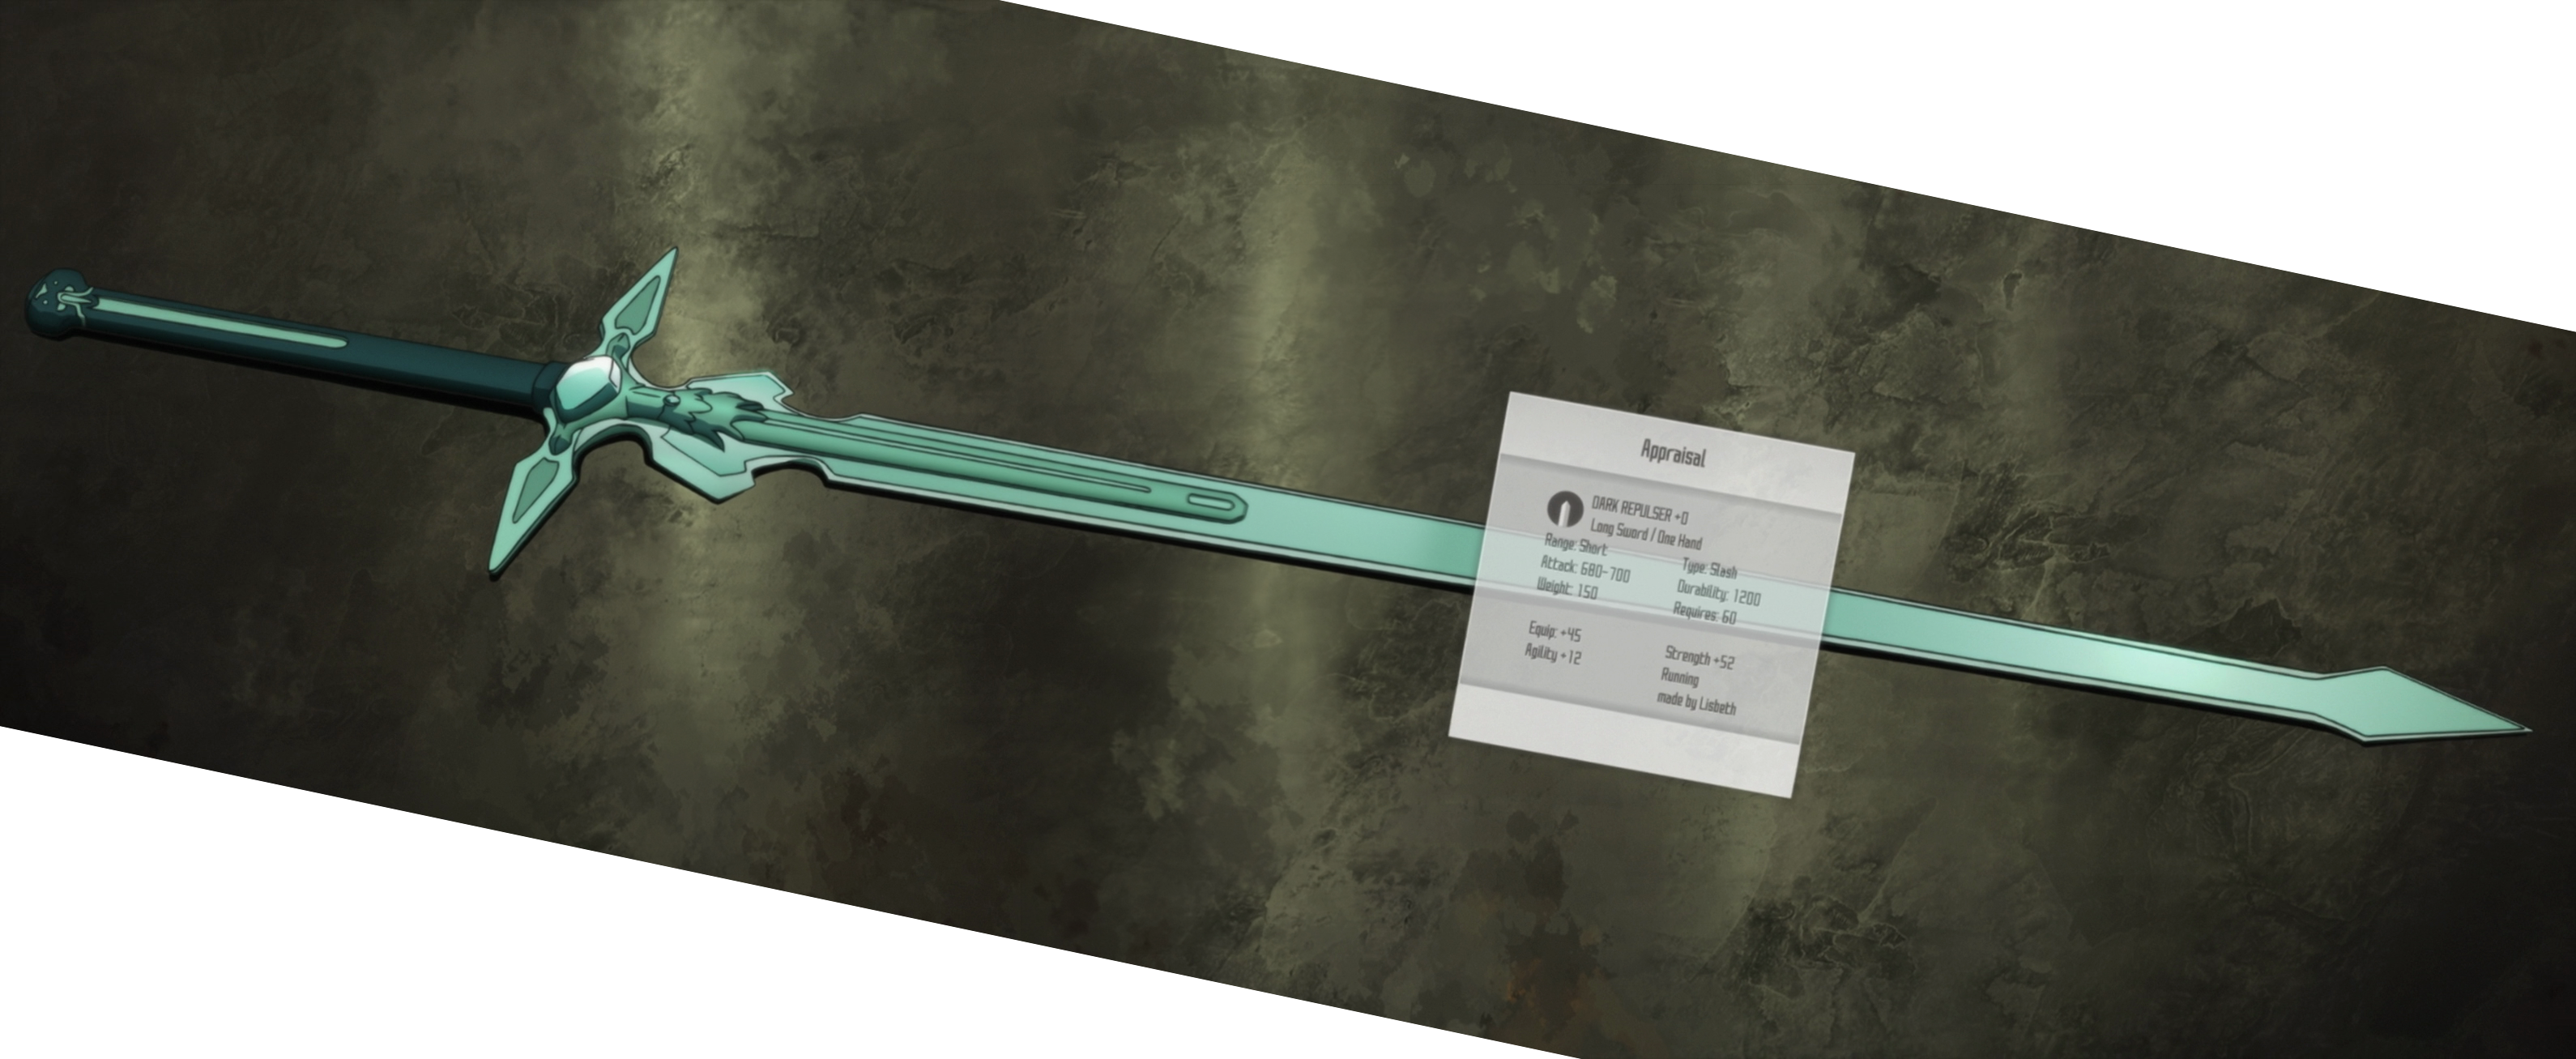 Appraisal
DARK REPULSER +0
Long Sword / One Hand
Range: Short
Type: Slash
Attack: 680-700
Durability: 1200
Weight: 150
Requires: 60
Equip: +45
Strength +52
Agility +12
Running
made by Lisbeth